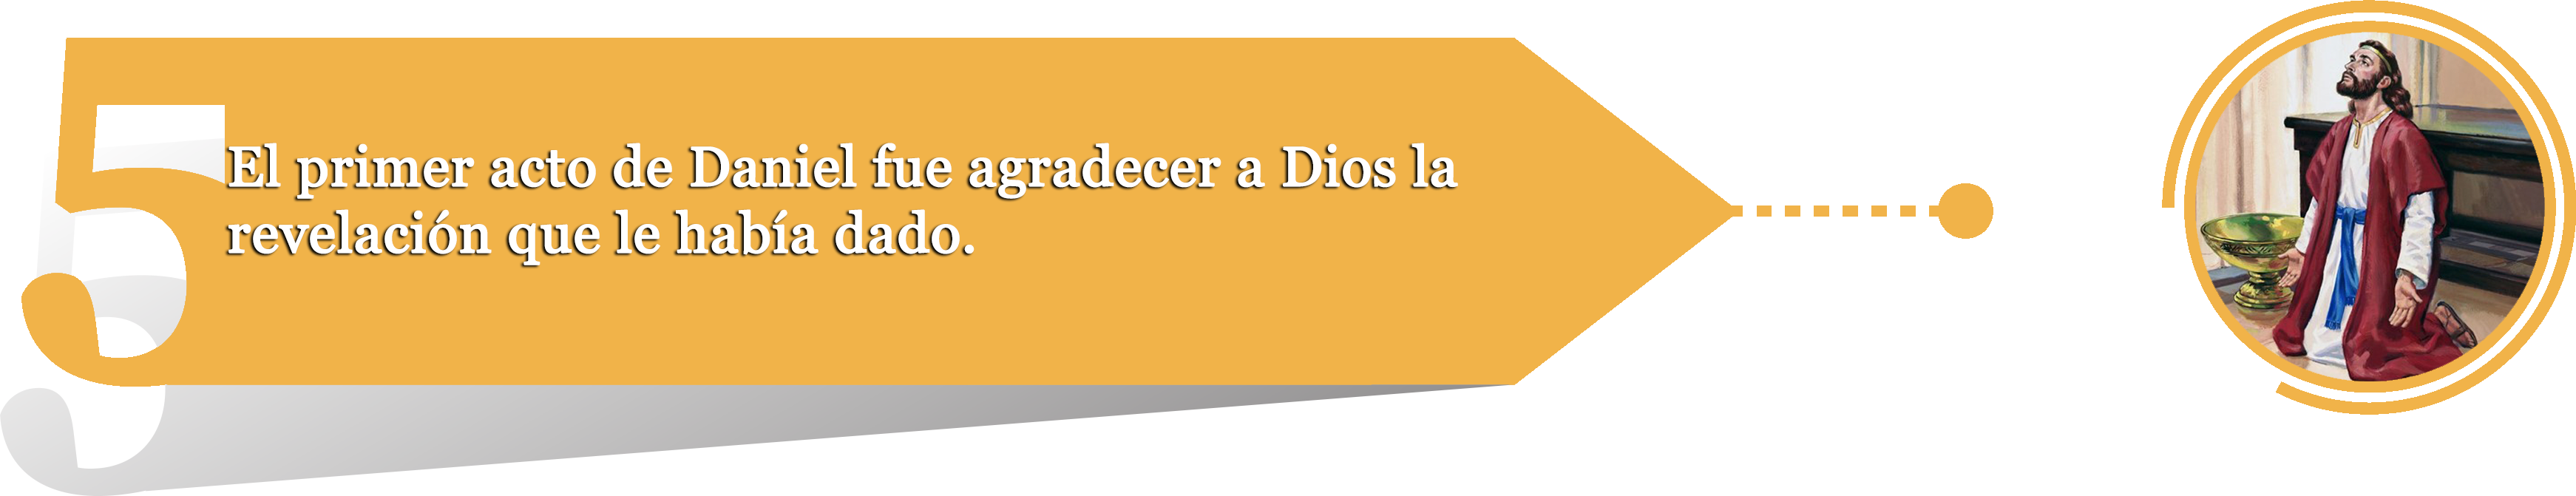 5
El primer acto de Daniel fue agradecer a Dios la
revelación que le había dado.